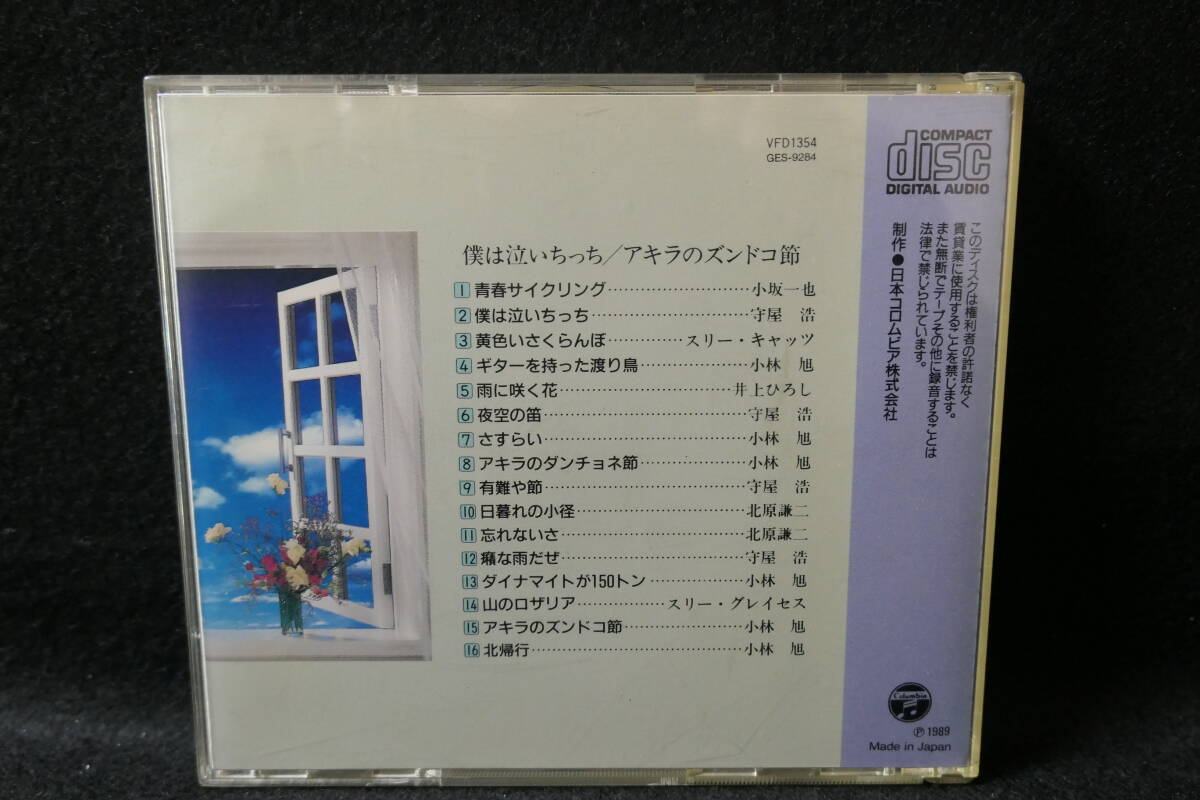 VFD1354
GES-9284
COMPACT
disc
DIGITAL AUDIO
僕は泣いちっち/アキラのズンドコ節
1 青春サイクリング……………………小坂一也
2 僕は泣いちっち……………………守屋 浩
3 黄色いさくらんぼ……………スリー・キャッツ
4 ギターを持った渡り鳥……………小林 旭
5 雨に咲く花……………………井上ひろし
6 夜空の笛……………………守屋 浩
7 さすらい……………………小林 旭
8 アキラのダンチョネ節……………小林 旭
9 有難や節……………………守屋 浩
10 日暮れの小径……………………北原謙二
11 忘れないさ……………………北原謙二
12 癪な雨だぜ……………………守屋 浩
13 ダイナマイトが150トン……………小林 旭
14 山のロザリア……………スリー・グレイセス
15 アキラのズンドコ節……………小林 旭
16 北帰行……………………小林 旭
このディスクは権利者の許諾なく
賃貸業に使用することを禁じます。
また無断でテープその他に録音することは
法律で禁じられています。
制作●日本コロムビア株式会社
Columbia
Ⓟ1989
Made in Japan